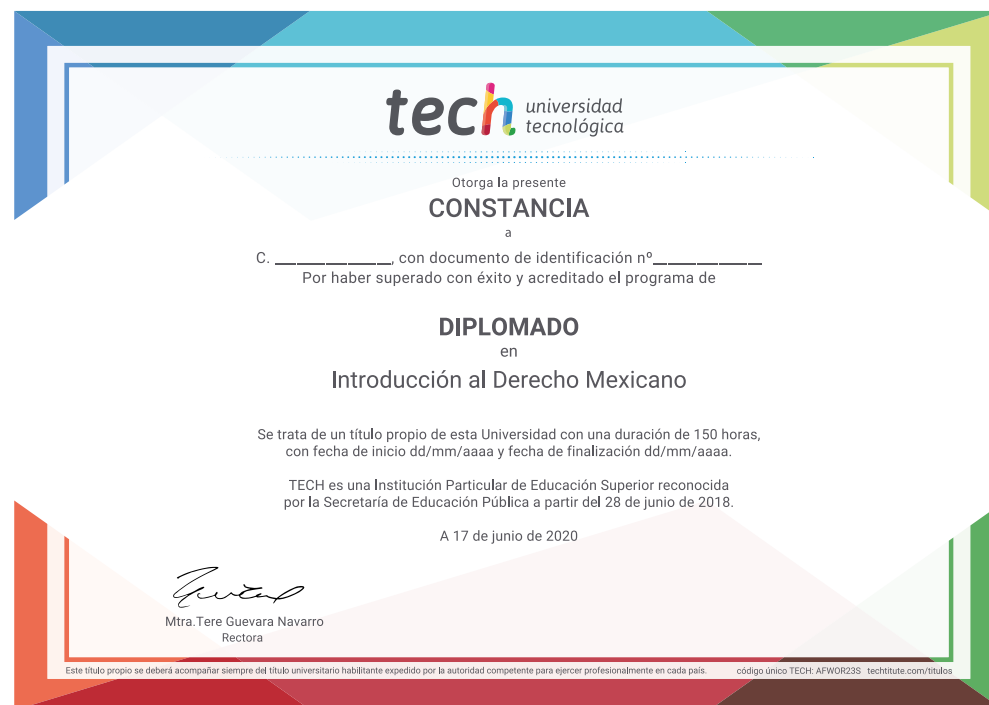 tech universidad
tecnológica
Otorga la presente
CONSTANCIA
a
C. ______________, con documento de identificación nº_____________
Por haber superado con éxito y acreditado el programa de
DIPLOMADO
en
Introducción al Derecho Mexicano
Se trata de un título propio de esta Universidad con una duración de 150 horas,
con fecha de inicio dd/mm/aaaa y fecha de finalización dd/mm/aaaa.
TECH es una Institución Particular de Educación Superior reconocida
por la Secretaría de Educación Pública a partir del 28 de junio de 2018.
A 17 de junio de 2020
Mtra.Tere Guevara Navarro
Rectora
Este título propio se deberá acompañar siempre del título universitario habilitante expedido por la autoridad competente para ejercer profesionalmente en cada país. código único TECH: AFWOR23S techtitute.com/titulos